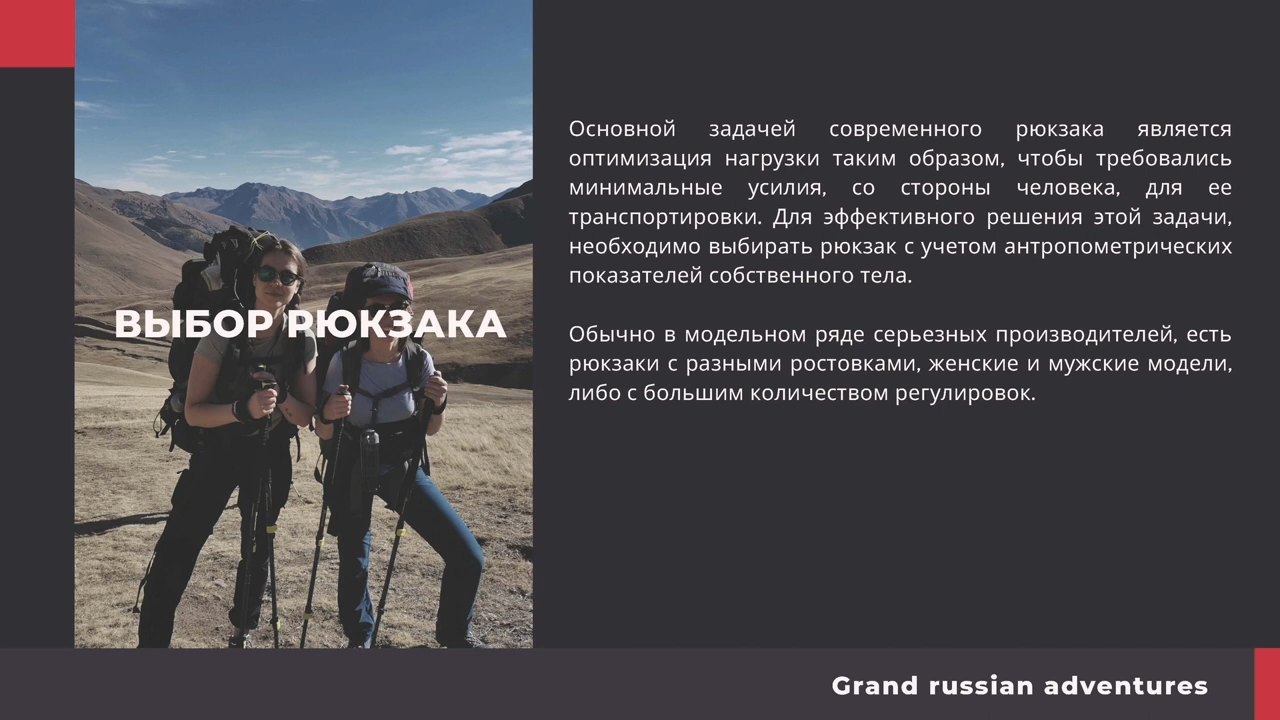 ВЫБОР РЮКЗАКА
Основной задачей современного рюкзака является
оптимизация нагрузки таким образом, чтобы требовались
минимальные усилия, со стороны человека, для ее
транспортировки. Для эффективного решения этой задачи,
необходимо выбирать рюкзак с учетом антропометрических
показателей собственного тела.
Обычно в модельном ряде серьезных производителей, есть
рюкзаки с разными ростовками, женские и мужские модели,
либо с большим количеством регулировок.
Grand russian adventures